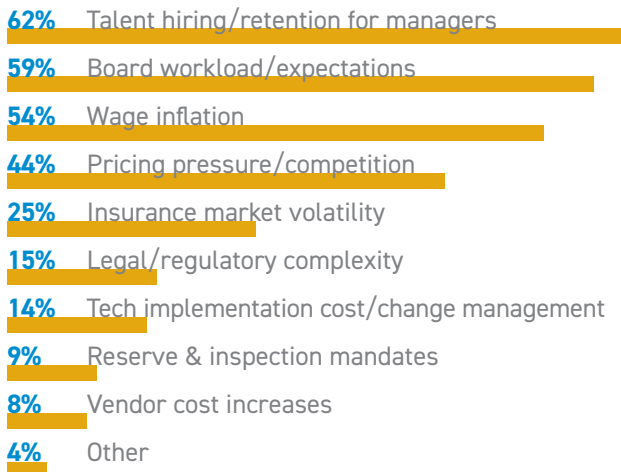 62% Talent hiring/retention for managers
59% Board workload/expectations
54% Wage inflation
44% Pricing pressure/competition
25% Insurance market volatility
15% Legal/regulatory complexity
14% Tech implementation cost/change management
9% Reserve & inspection mandates
8% Vendor cost increases
4% Other